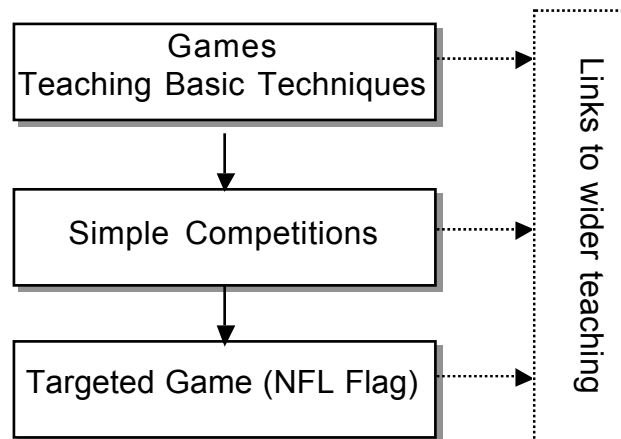 Games
Teaching Basic Techniques
Simple Competitions
Targeted Game (NFL Flag)
Links to wider teaching